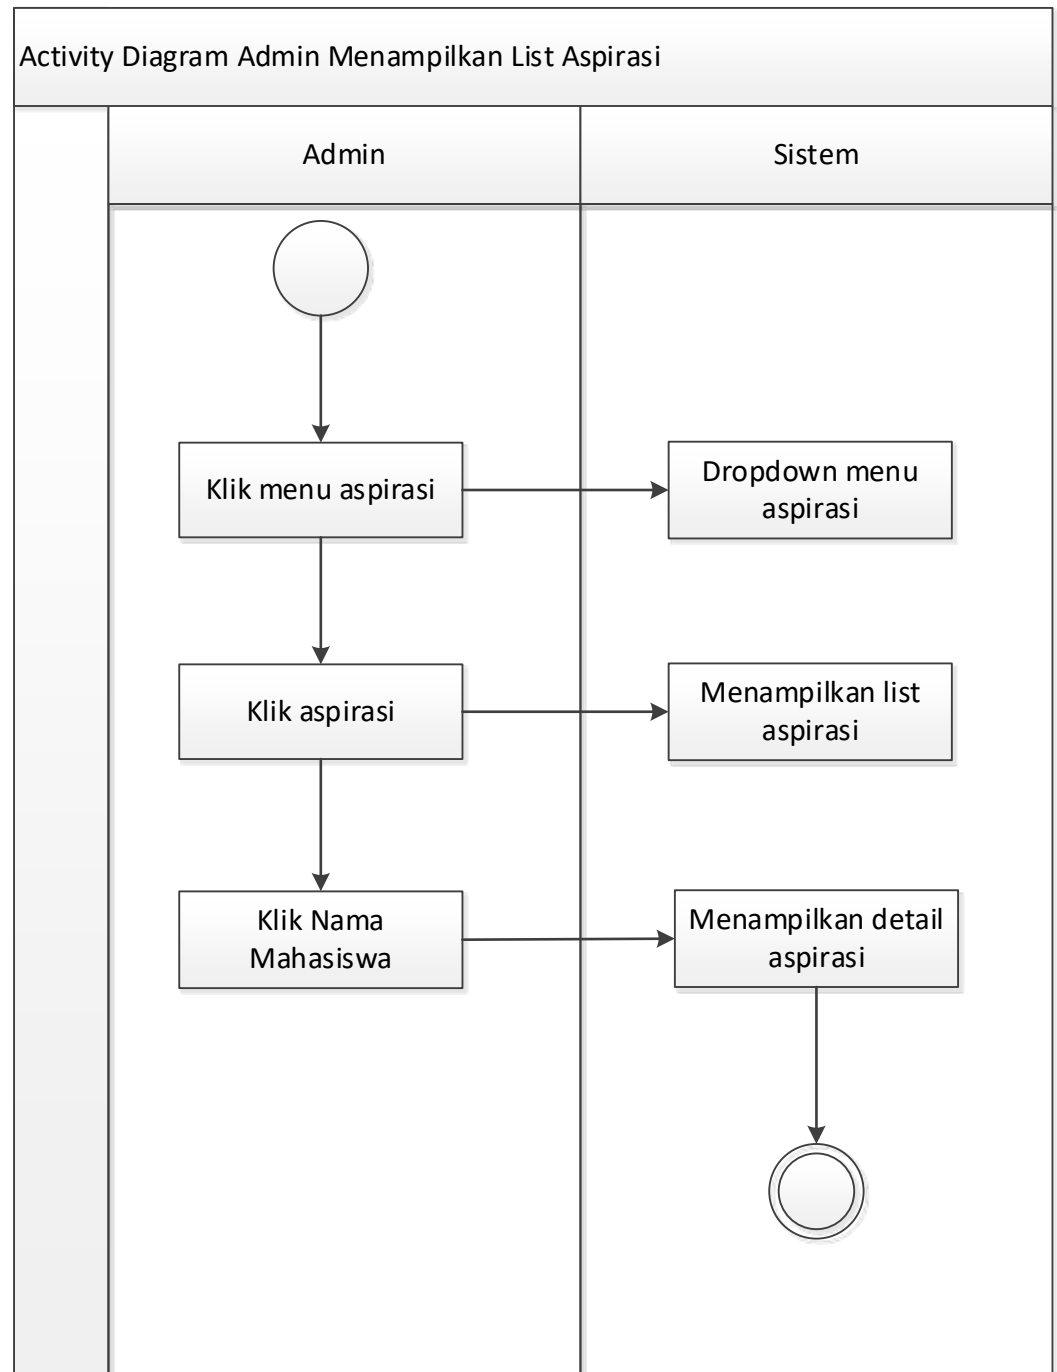 Activity Diagram Admin Menampilkan List Aspirasi
Admin
Sistem
Klik menu aspirasi
Dropdown menu
aspirasi
Klik aspirasi
Menampilkan list
aspirasi
Klik Nama
Mahasiswa
Menampilkan detail
aspirasi